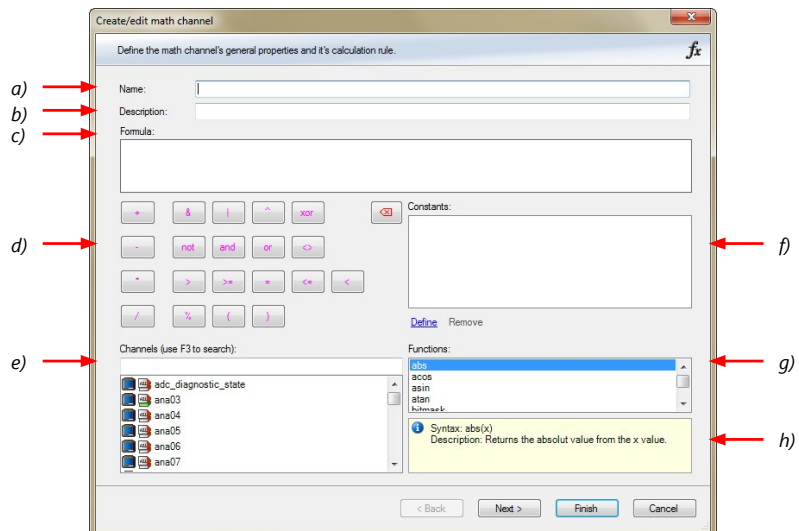 Create/edit math channel
x
Define the math channel's general properties and it's calculation rule.
fx
a) Name:
b) Description:
c) Formula:
+ & | ^ xor
Constants:
d) - not and or <> f)
* > >= = <= <
/ % ( )
Define Remove
Channels (use F3 to search): Functions:
e) g)
abs
adc_diagnostic_state acos
ana03 asin
ana04 atan
bitmask
ana05 Syntax: abs(x)
ana06 Description: Returns the absolut value from the x value. h)
ana07
< Back Next > Finish Cancel